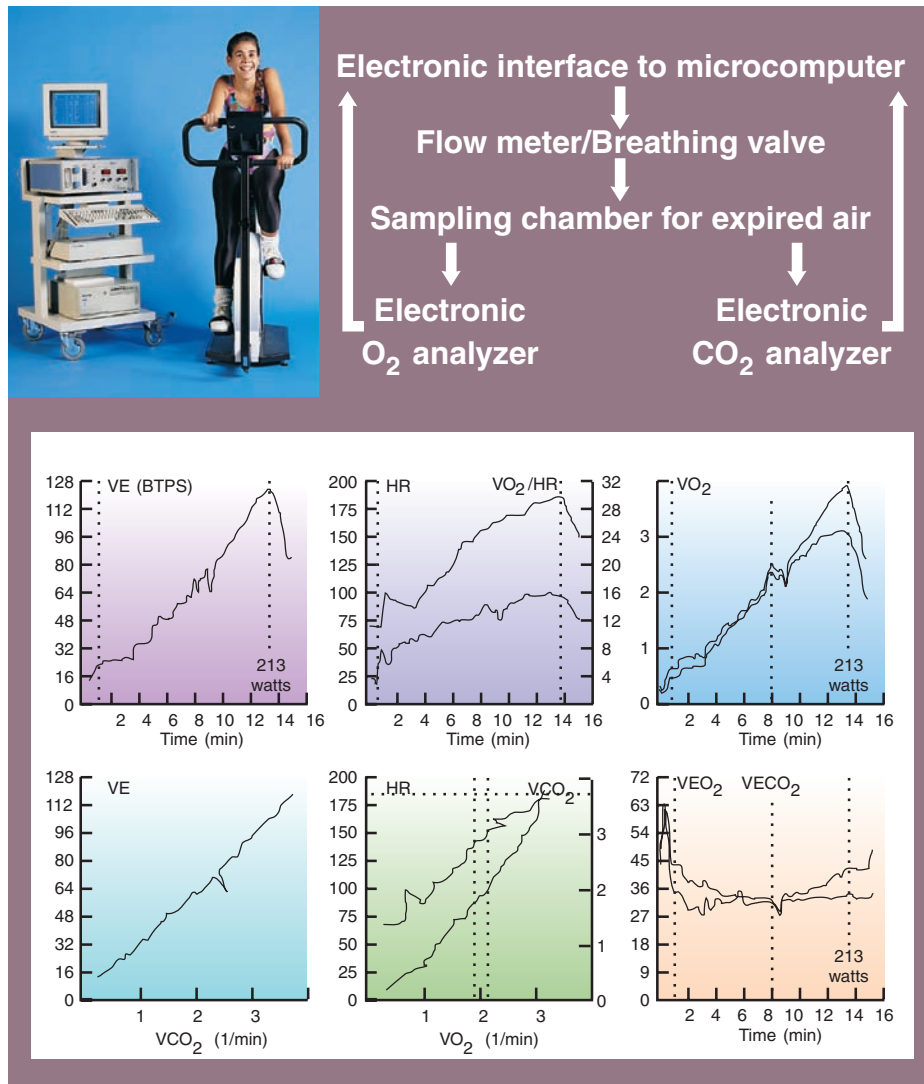 Electronic interface to microcomputer
Flow meter/Breathing valve
Sampling chamber for expired air
Electronic
O2 analyzer
Electronic
CO2 analyzer
VE (BTPS)
128
112
96
80
64
48
32
16
0
213
watts
2 4 6 8 10 12 14 16
Time (min)
HR VO2/HR
200
175
150
125
100
75
50
25
0
32
28
24
20
16
12
8
4
2 4 6 8 10 12 14 16
Time (min)
VO2
3
2
1
0
213
watts
2 4 6 8 10 12 14 16
Time (min)
VE
128
112
96
80
64
48
32
16
0
1 2 3
VCO2 (1/min)
HR VCO2
200
175
150
125
100
75
50
25
0
3
2
1
0
1 2 3
VO2 (1/min)
VEO2 VECO2
72
63
54
45
36
27
18
9
0
213
watts
2 4 6 8 10 12 14 16
Time (min)